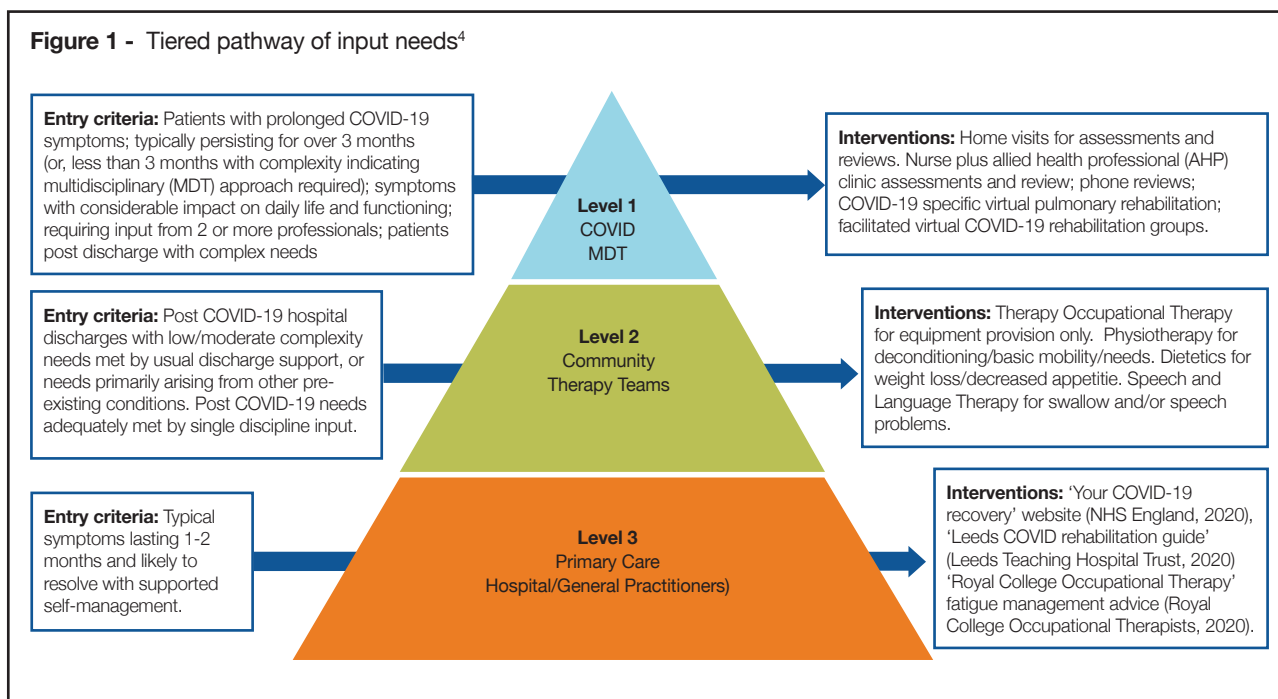 Figure 1 - Tiered pathway of input needs4
Entry criteria: Patients with prolonged COVID-19
symptoms; typically persisting for over 3 months
(or, less than 3 months with complexity indicating
multidisciplinary (MDT) approach required); symptoms
with considerable impact on daily life and functioning;
requiring input from 2 or more professionals; patients
post discharge with complex needs
Level 1
COVID
MDT
Interventions: Home visits for assessments and
reviews. Nurse plus allied health professional (AHP)
clinic assessments and review; phone reviews;
COVID-19 specific virtual pulmonary rehabilitation;
facilitated virtual COVID-19 rehabilitation groups.
Entry criteria: Post COVID-19 hospital
discharges with low/moderate complexity
needs met by usual discharge support, or
needs primarily arising from other pre-
existing conditions. Post COVID-19 needs
adequately met by single discipline input.
Level 2
Community
Therapy Teams
Interventions: Therapy Occupational Therapy
for equipment provision only. Physiotherapy for
deconditioning/basic mobility/needs. Dietetics for
weight loss/decreased appetitie. Speech and
Language Therapy for swallow and/or speech
problems.
Entry criteria: Typical
symptoms lasting 1-2
months and likely to
resolve with supported
self-management.
Level 3
Primary Care
Hospital/General Practitioners)
Interventions: ‘Your COVID-19
recovery’ website (NHS England, 2020),
‘Leeds COVID rehabilitation guide’
(Leeds Teaching Hospital Trust, 2020)
‘Royal College Occupational Therapy’
fatigue management advice (Royal
College Occupational Therapists, 2020).